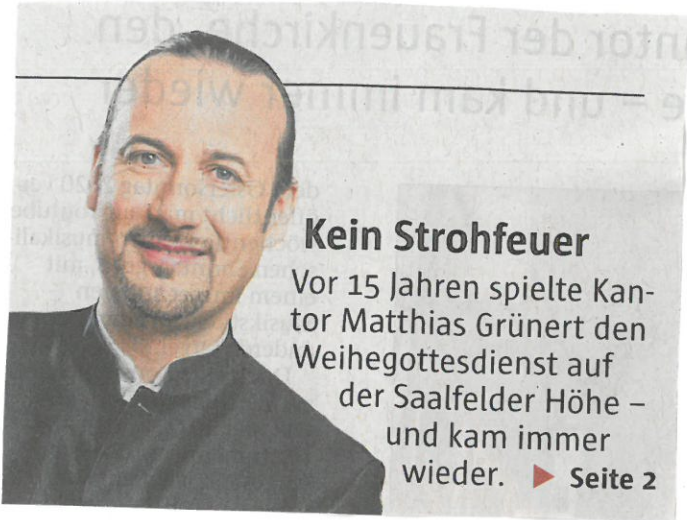 Kein Strohfeuer
Vor 15 Jahren spielte Kan-
tor Matthias Grünert den
Weihegottesdienst auf
der Saalfelder Höhe –
und kam immer
wieder. ▶ Seite 2